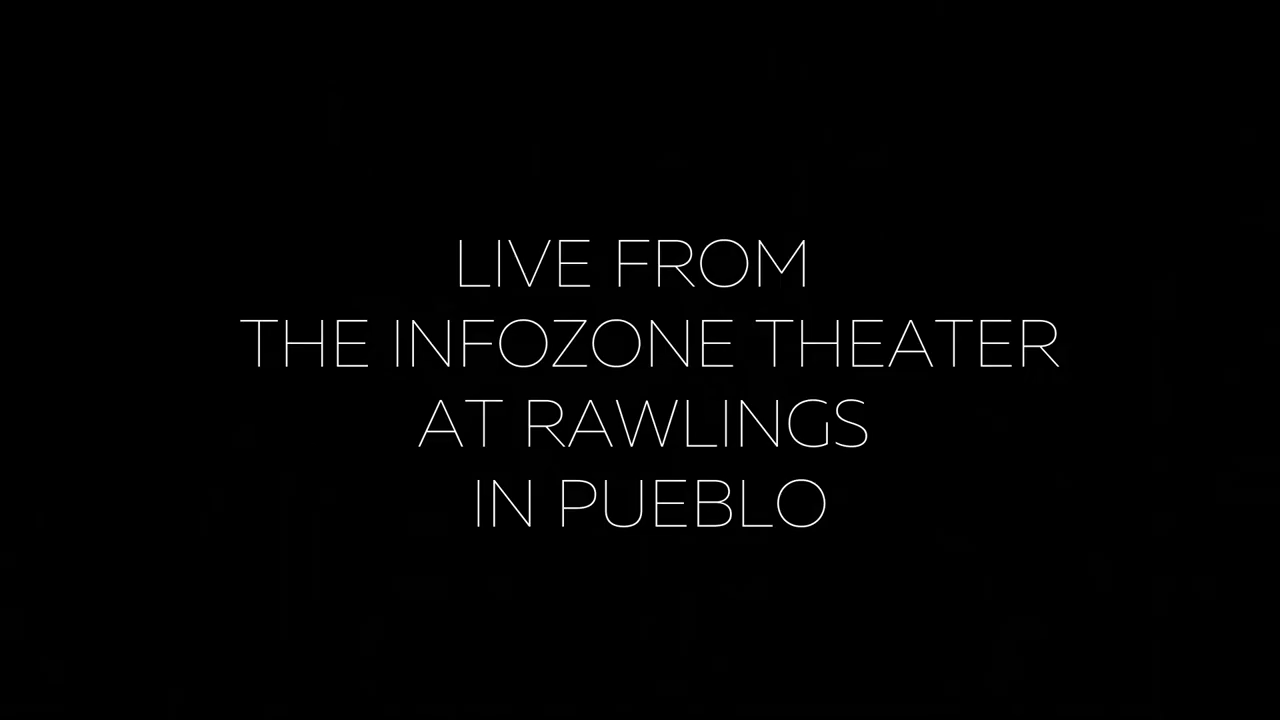 LIVE FROM
THE INFOZONE THEATER
AT RAWLINGS
IN PUEBLO